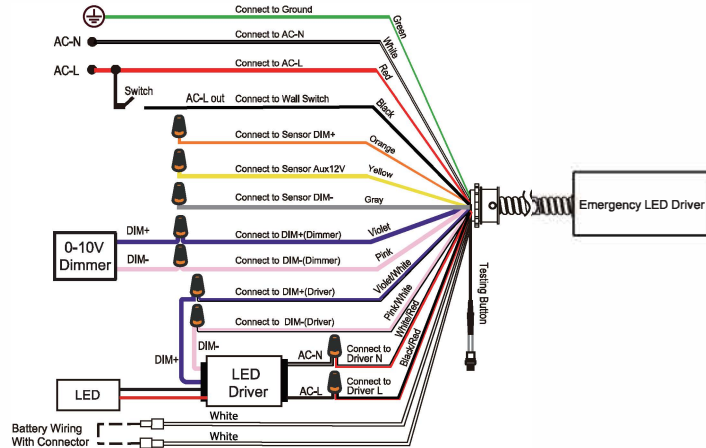 Connect to Ground
Green
AC-N
Connect to AC-N
White
AC-L
Connect to AC-L
Red
Switch
AC-L out
Connect to Wall Switch
Black
Connect to Sensor DIM+
Orange
Connect to Sensor Aux12V
Yellow
Connect to Sensor DIM-
Gray
Emergency LED Driver
0-10V
Dimmer
DIM+
Connect to DIM+(Dimmer)
Violet
DIM-
Connect to DIM-(Dimmer)
Pink
Connect to DIM+(Driver)
Violet/White
Connect to DIM-(Driver)
Pink/White
White/Red
Black/Red
Testing Button
DIM-
DIM+
LED
Driver
AC-N
Connect to
Driver N
AC-L
Connect to
Driver L
LED
Battery Wiring
With Connector
White
White